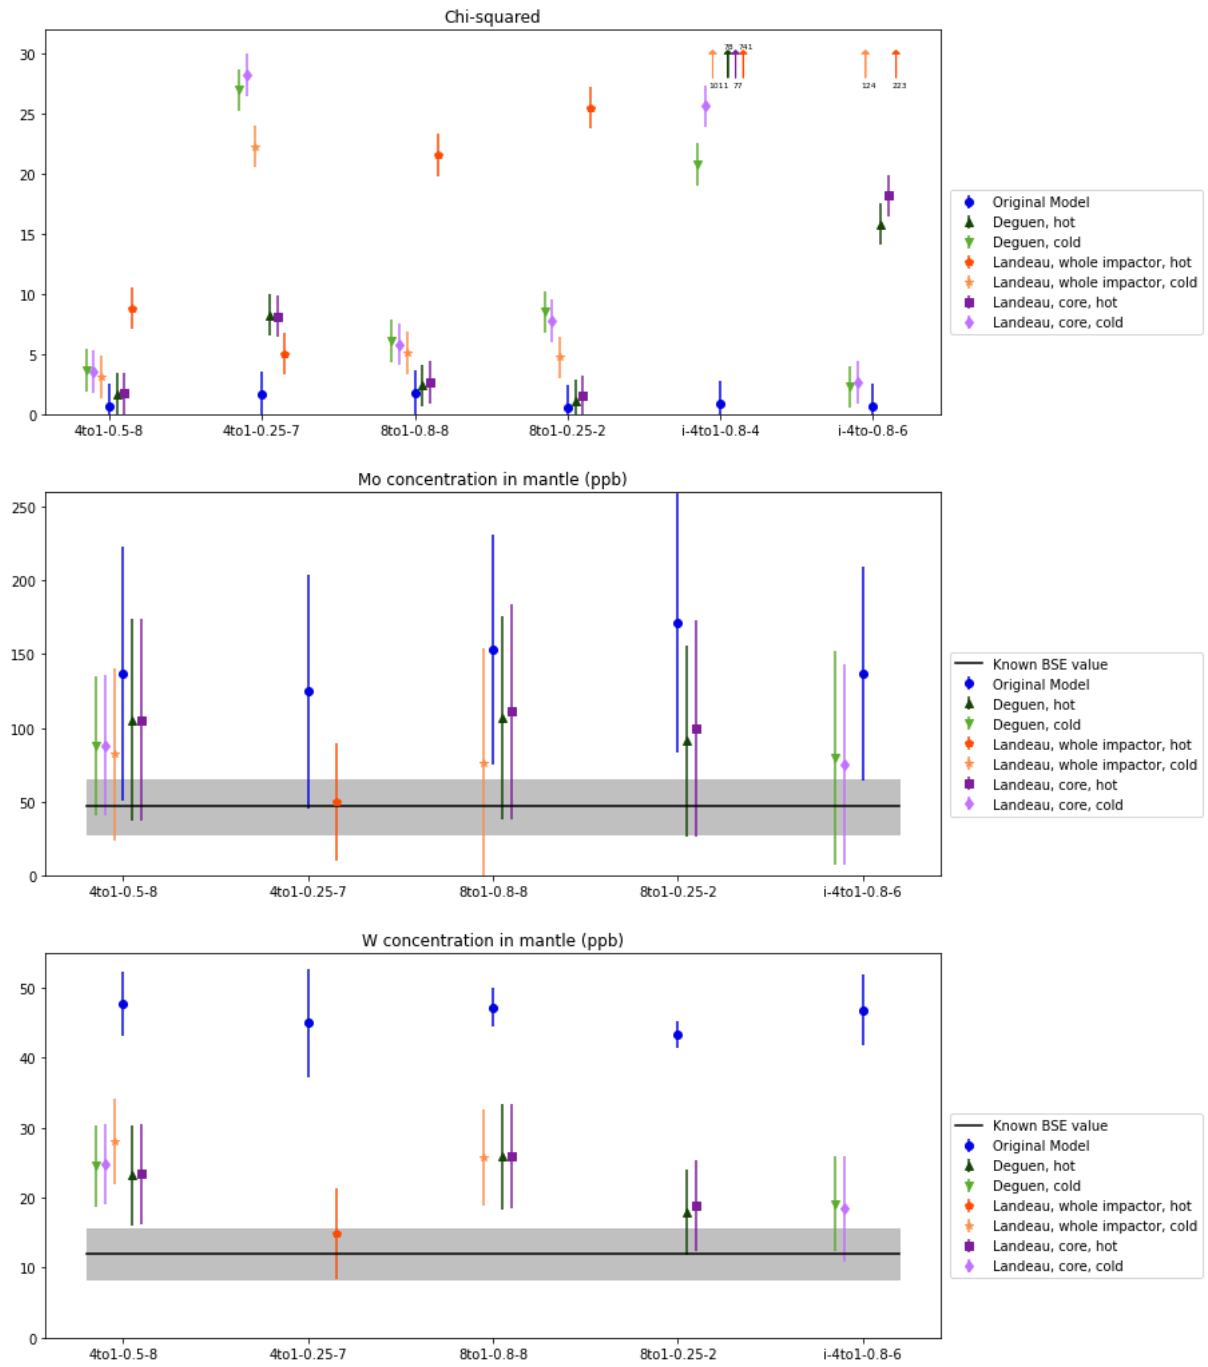 Chi-squared
30
25
20
15
10
5
0
78 741
1011 77
124 223
4to1-0.5-8 4to1-0.25-7 8to1-0.8-8 8to1-0.25-2 i-4to1-0.8-4 i-4to-0.8-6
Original Model
Deguen, hot
Deguen, cold
Landeau, whole impactor, hot
Landeau, whole impactor, cold
Landeau, core, hot
Landeau, core, cold
Mo concentration in mantle (ppb)
250
200
150
100
50
0
4to1-0.5-8 4to1-0.25-7 8to1-0.8-8 8to1-0.25-2 i-4to1-0.8-6
Known BSE value
Original Model
Deguen, hot
Deguen, cold
Landeau, whole impactor, hot
Landeau, whole impactor, cold
Landeau, core, hot
Landeau, core, cold
W concentration in mantle (ppb)
50
40
30
20
10
0
4to1-0.5-8 4to1-0.25-7 8to1-0.8-8 8to1-0.25-2 i-4to1-0.8-6
Known BSE value
Original Model
Deguen, hot
Deguen, cold
Landeau, whole impactor, hot
Landeau, whole impactor, cold
Landeau, core, hot
Landeau, core, cold